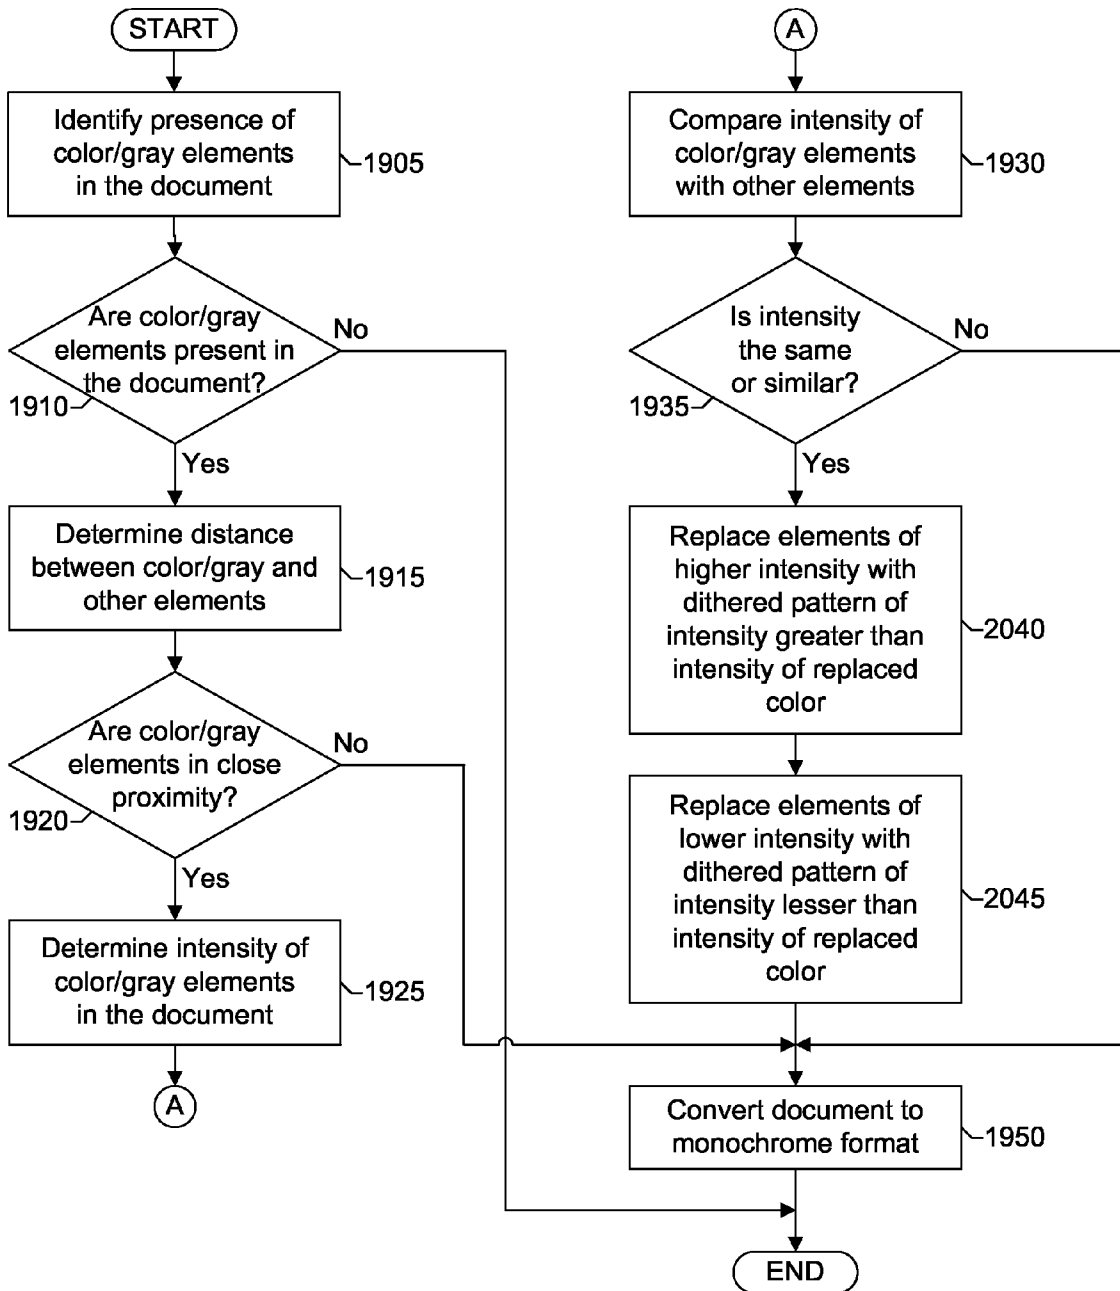 START
Identify presence of
color/gray elements
in the document
1905
Are color/gray
elements present in
the document?
No
1910
Yes
Determine distance
between color/gray and
other elements
1915
Are color/gray
elements in close
proximity?
No
1920
Yes
Determine intensity of
color/gray elements
in the document
1925
A
A
Compare intensity of
color/gray elements
with other elements
1930
Is intensity
the same
or similar?
No
1935
Yes
Replace elements of
higher intensity with
dithered pattern of
intensity greater than
intensity of replaced
color
2040
Replace elements of
lower intensity with
dithered pattern of
intensity lesser than
intensity of replaced
color
2045
Convert document to
monochrome format
1950
END